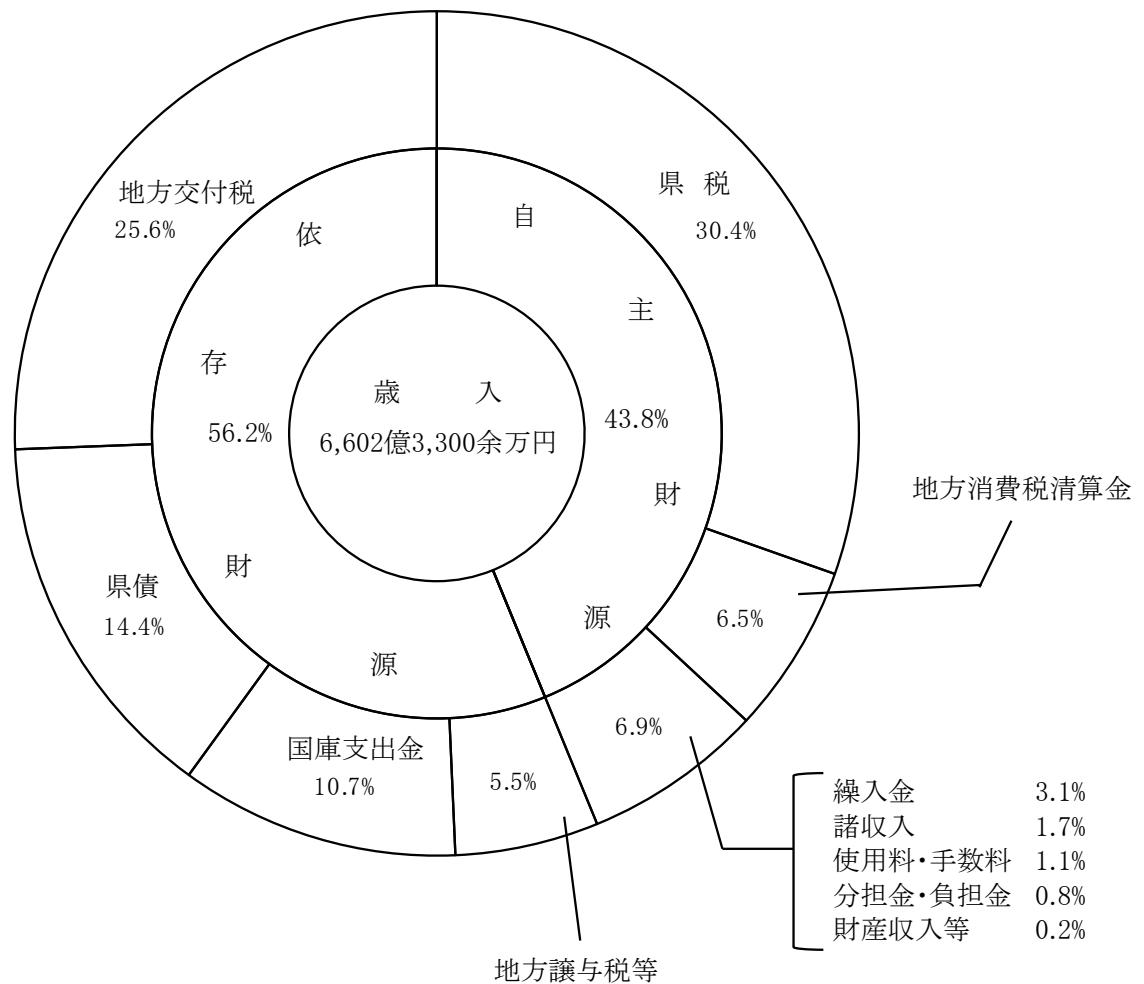 県 税
30.4%
地方交付税
25.6%
依
存
財
源
56.2%
自
主
財
源
43.8%
歳 入
6,602億3,300余万円
地方消費税清算金
6.5%
6.9%
県債
14.4%
国庫支出金
10.7%
5.5%
繰入金 3.1%
諸収入 1.7%
使用料・手数料 1.1%
分担金・負担金 0.8%
財産収入等 0.2%
地方譲与税等